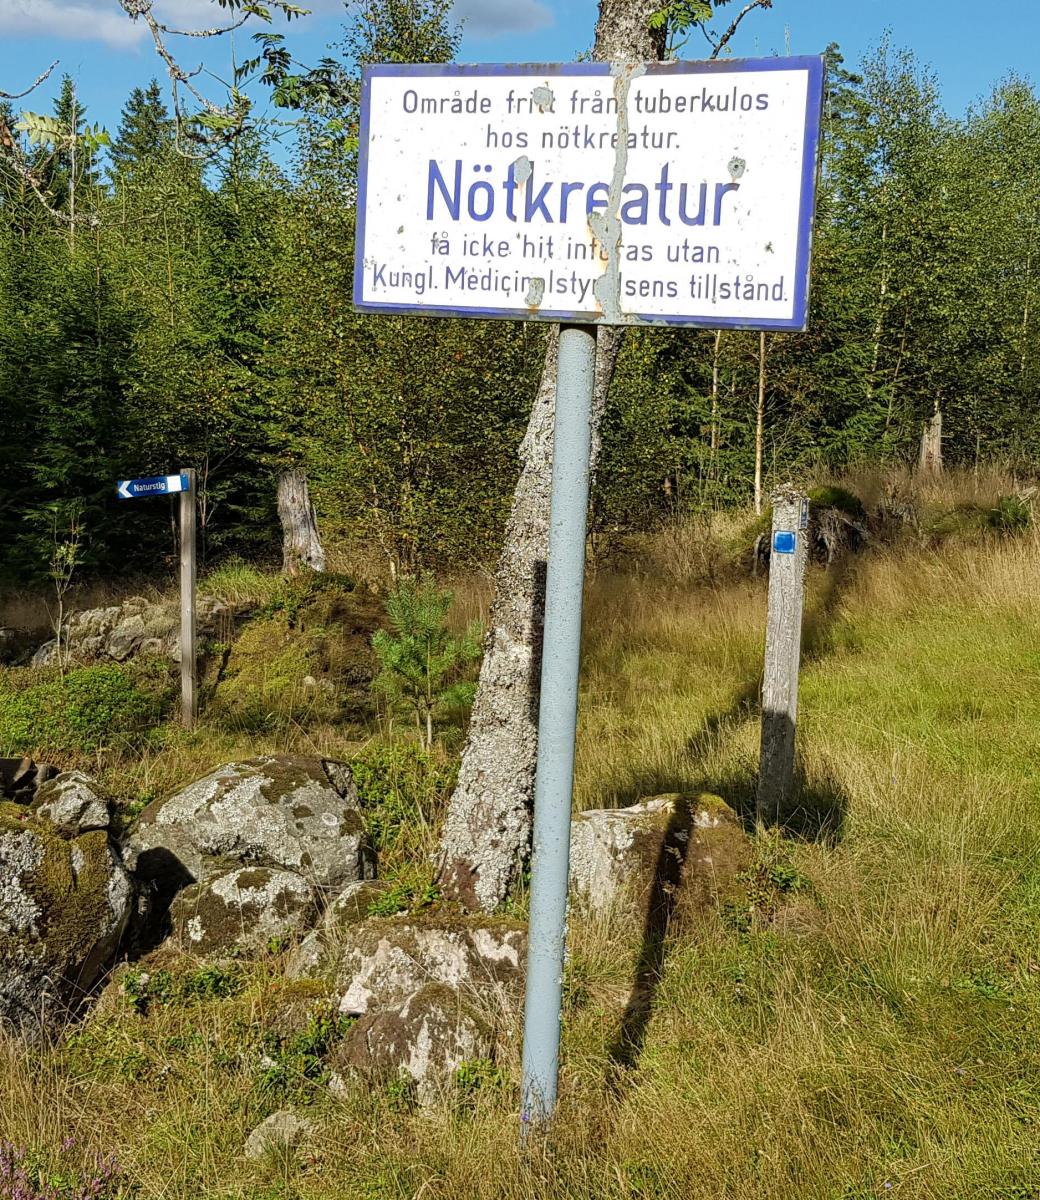 Område fritt från tuberkulos
hos nötkreatur.
Nötkreatur
få icke hit införas utan
Kungl. Medicinalstyrelsens tillstånd.
Naturstig